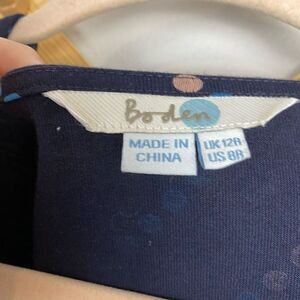 Boden
MADE IN
CHINA
UK 12R
US 8R